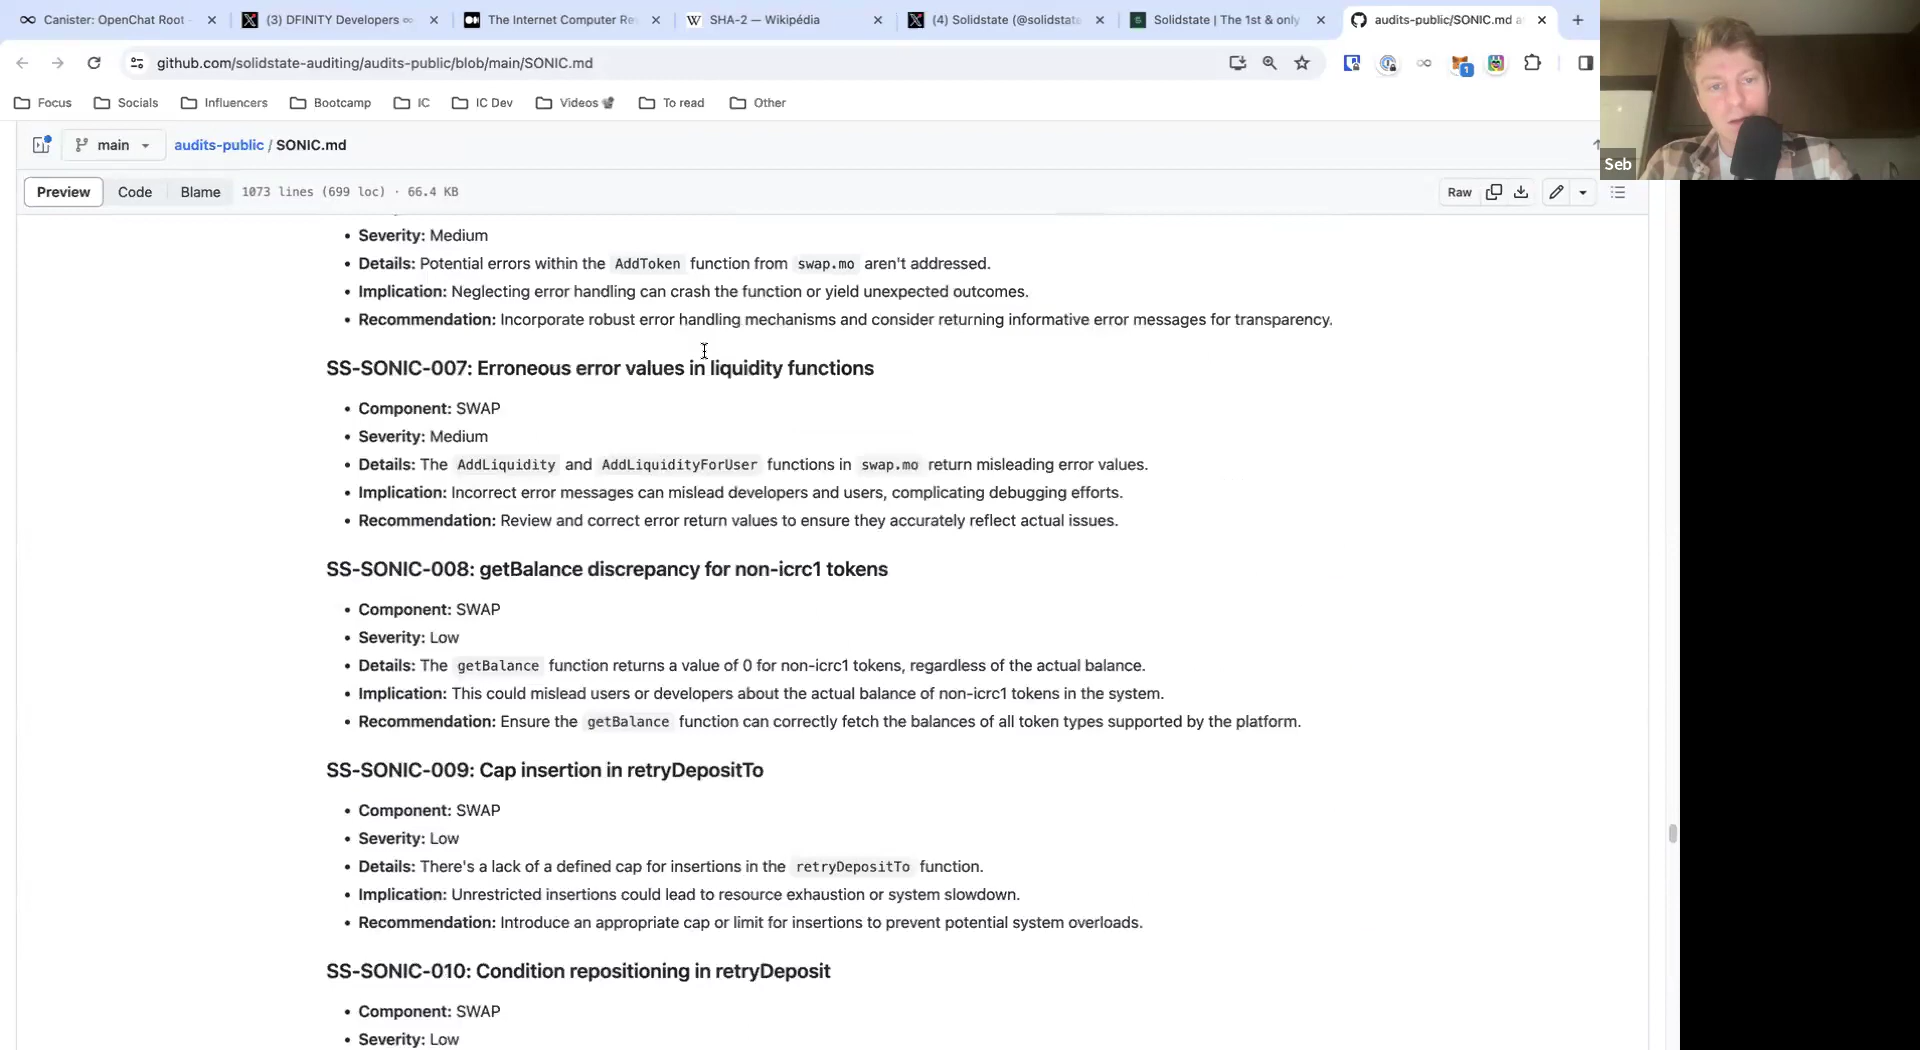 Canister: OpenChat Root -
(3) DFINITY Developers ∞
The Internet Computer Re
SHA-2 — Wikipédia
(4) Solidstate (@solidstate
Solidstate | The 1st & only
audits-public/SONIC.md a
github.com/solidstate-auditing/audits-public/blob/main/SONIC.md
1
Focus
Socials
Influencers
Bootcamp
IC
IC Dev
Videos
To read
Other
Seb
main
audits-public / SONIC.md
Preview
Code
Blame
1073 lines (699 loc) · 66.4 KB
Raw
• Severity: Medium
• Details: Potential errors within the AddToken function from swap.mo aren't addressed.
• Implication: Neglecting error handling can crash the function or yield unexpected outcomes.
• Recommendation: Incorporate robust error handling mechanisms and consider returning informative error messages for transparency.
SS-SONIC-007: Erroneous error values in liquidity functions
• Component: SWAP
• Severity: Medium
• Details: The AddLiquidity and AddLiquidityForUser functions in swap.mo return misleading error values.
• Implication: Incorrect error messages can mislead developers and users, complicating debugging efforts.
• Recommendation: Review and correct error return values to ensure they accurately reflect actual issues.
SS-SONIC-008: getBalance discrepancy for non-icrc1 tokens
• Component: SWAP
• Severity: Low
• Details: The getBalance function returns a value of 0 for non-icrc1 tokens, regardless of the actual balance.
• Implication: This could mislead users or developers about the actual balance of non-icrc1 tokens in the system.
• Recommendation: Ensure the getBalance function can correctly fetch the balances of all token types supported by the platform.
SS-SONIC-009: Cap insertion in retryDepositTo
• Component: SWAP
• Severity: Low
• Details: There's a lack of a defined cap for insertions in the retryDepositTo function.
• Implication: Unrestricted insertions could lead to resource exhaustion or system slowdown.
• Recommendation: Introduce an appropriate cap or limit for insertions to prevent potential system overloads.
SS-SONIC-010: Condition repositioning in retryDeposit
• Component: SWAP
• Severity: Low